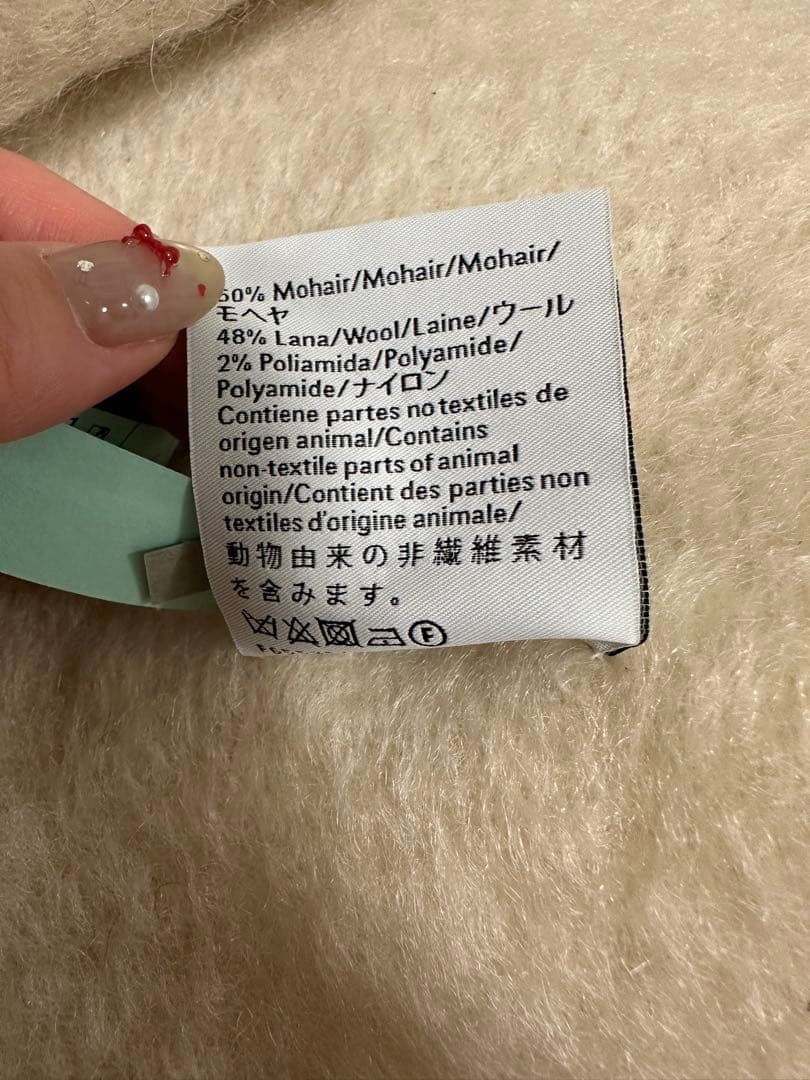 50% Mohair/Mohair/Mohair/
モヘヤ
48% Lana/Wool/Laine/ウール
2% Poliamida/Polyamide/
Polyamide/ナイロン
Contiene partes no textiles de
origen animal/Contains
non-textile parts of animal
origin/Contient des parties non
textiles d'origine animale/
動物由来の非繊維素材
を含みます。
F